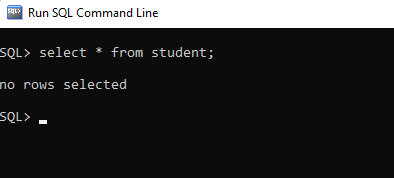 Run SQL Command Line
SQL> select * from student;
no rows selected
SQL>